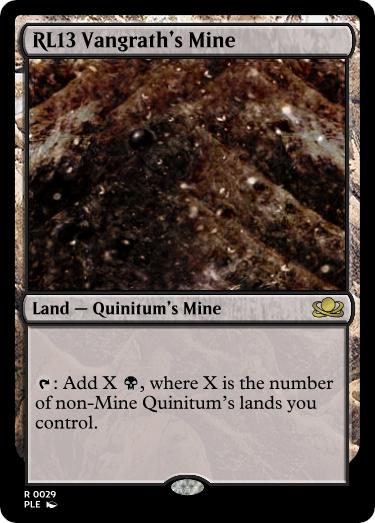 RL13 Vangrath's Mine
Land — Quinitum's Mine
: Add X , where X is the number
of non-Mine Quinitum's lands you
control.
R 0029
PLE